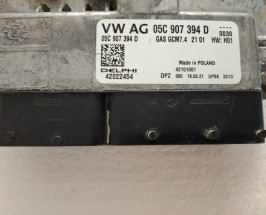 VW AG 05C 907 394 D
05C 907 394 D GAS GCM7.4 21 01 0030 HW: H01
Made in POLAND
DELPHI 42101001
42022454 DPZ